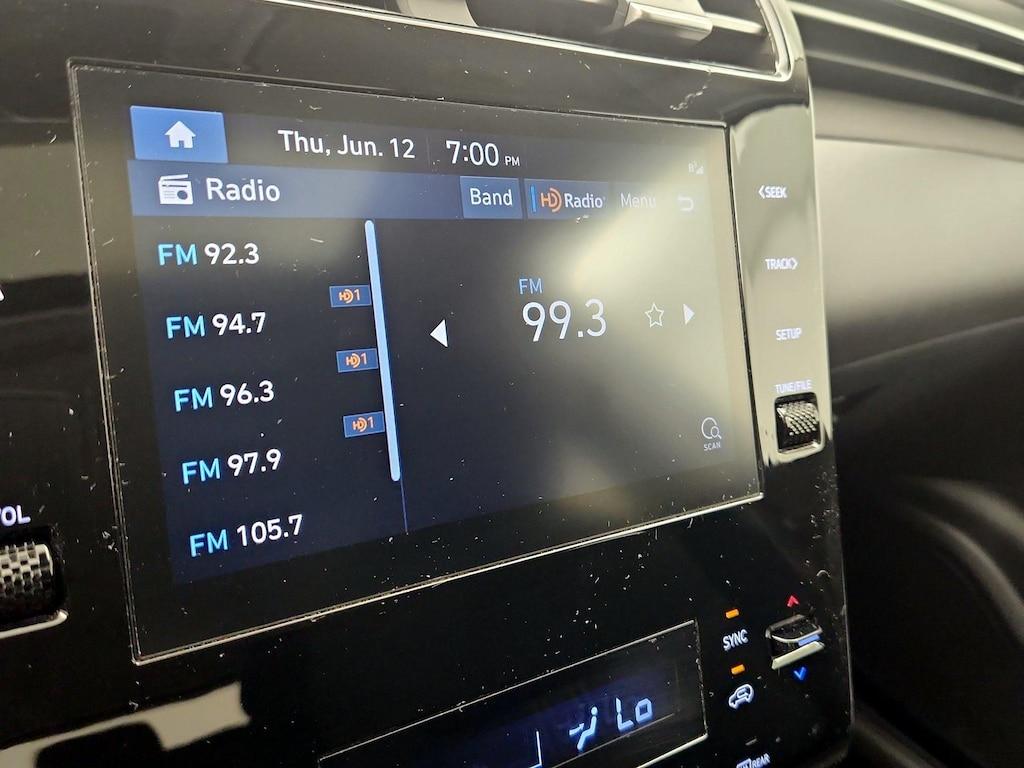 Thu, Jun. 12 7:00 PM
Radio Band HD Radio Menu
FM 92.3
HD1
FM 94.7
HD1
FM 96.3
HD1
FM 97.9
FM 105.7
FM
99.3
SCAN
SEEK
TRACK
SETUP
TUNE/FILE
VOL
SYNC
Lo
REAR